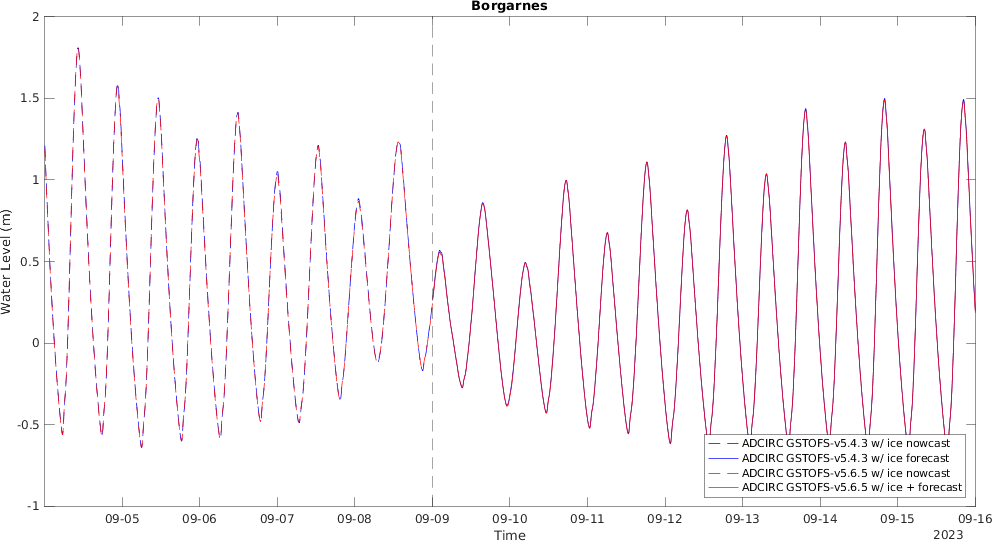 Borgarnes
2
1.5
1
0.5
0
-0.5
-1
Water Level (m)
09-05 09-06 09-07 09-08 09-09 09-10 09-11 09-12 09-13 09-14 09-15 09-16
Time
2023
ADCIRC GSTOFS-v5.4.3 w/ ice nowcast
ADCIRC GSTOFS-v5.4.3 w/ ice forecast
ADCIRC GSTOFS-v5.6.5 w/ ice nowcast
ADCIRC GSTOFS-v5.6.5 w/ ice + forecast